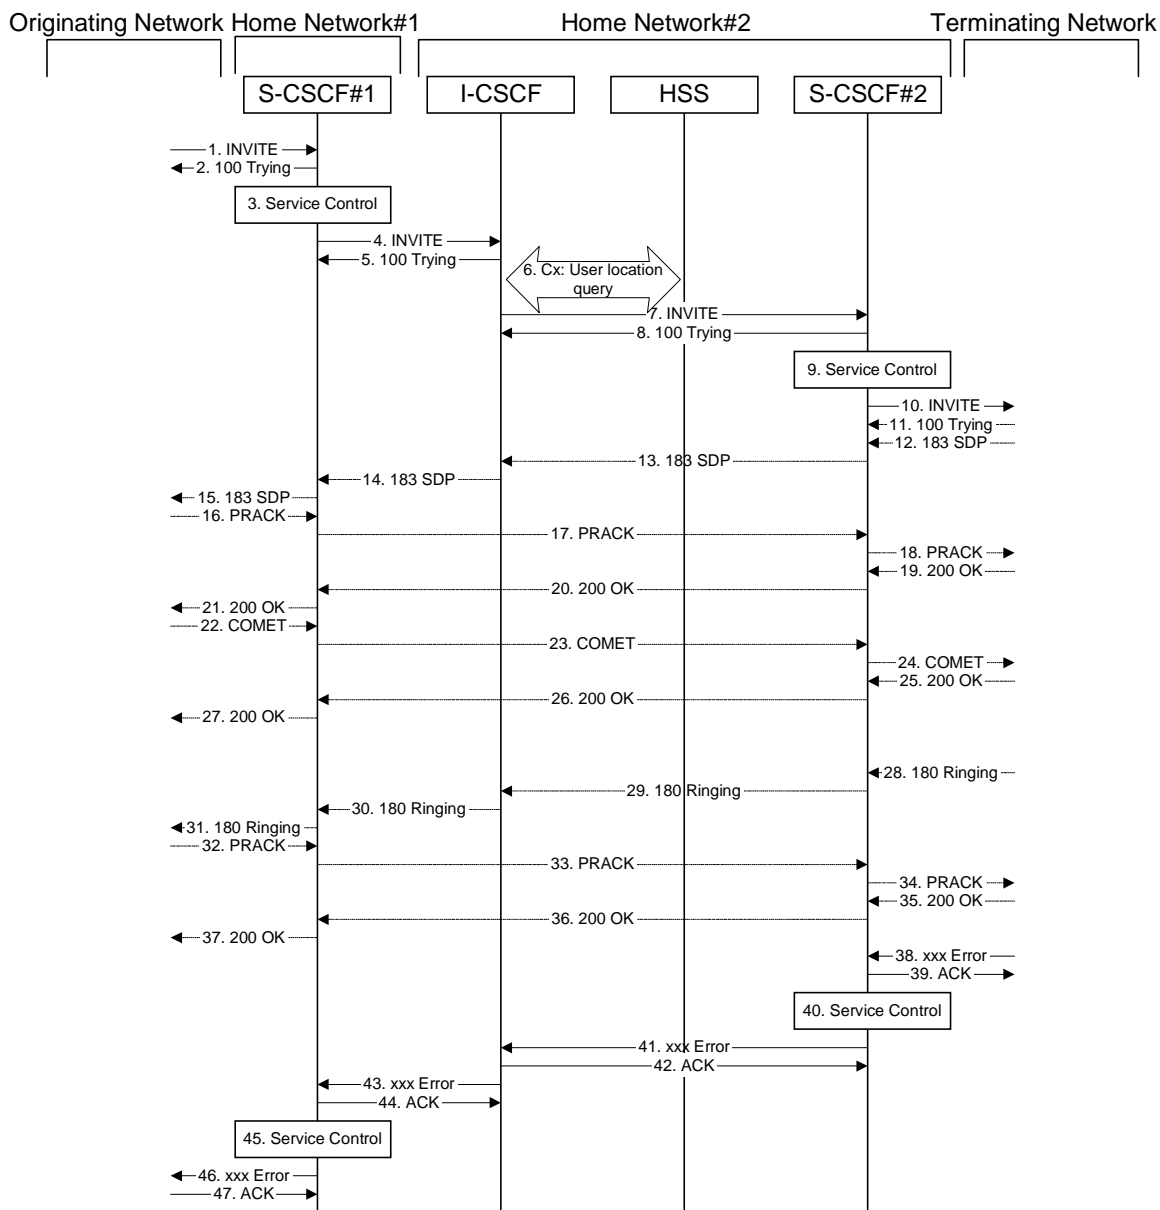 Originating Network Home Network#1 Home Network#2 Terminating Network
S-CSCF#1 I-CSCF HSS S-CSCF#2
1. INVITE
2. 100 Trying
3. Service Control
4. INVITE
5. 100 Trying
6. Cx: User location
query
7. INVITE
8. 100 Trying
9. Service Control
10. INVITE
11. 100 Trying
12. 183 SDP
13. 183 SDP
14. 183 SDP
15. 183 SDP
16. PRACK
17. PRACK
18. PRACK
19. 200 OK
20. 200 OK
21. 200 OK
22. COMET
23. COMET
24. COMET
25. 200 OK
26. 200 OK
27. 200 OK
28. 180 Ringing
29. 180 Ringing
30. 180 Ringing
31. 180 Ringing
32. PRACK
33. PRACK
34. PRACK
35. 200 OK
36. 200 OK
37. 200 OK
38. xxx Error
39. ACK
40. Service Control
41. xxx Error
42. ACK
43. xxx Error
44. ACK
45. Service Control
46. xxx Error
47. ACK